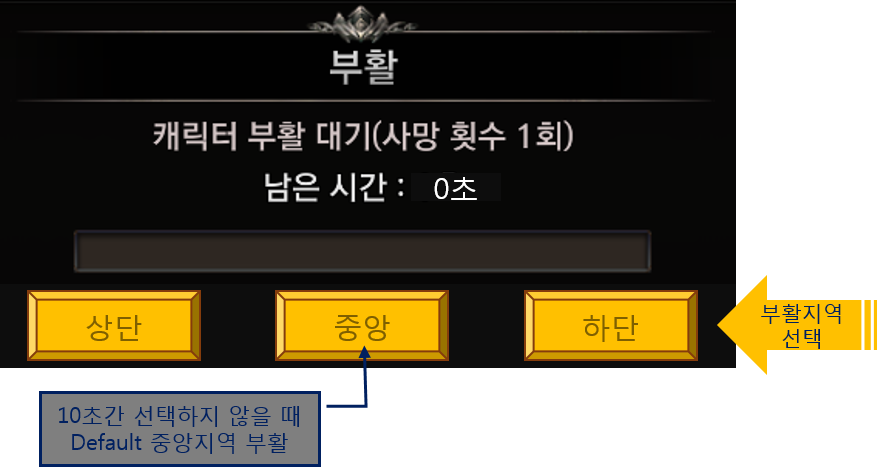 부활
캐릭터 부활 대기(사망 횟수 1회)
남은 시간 : 0초
상단
중앙
하단
부활지역
선택
10초간 선택하지 않을 때
Default 중앙지역 부활